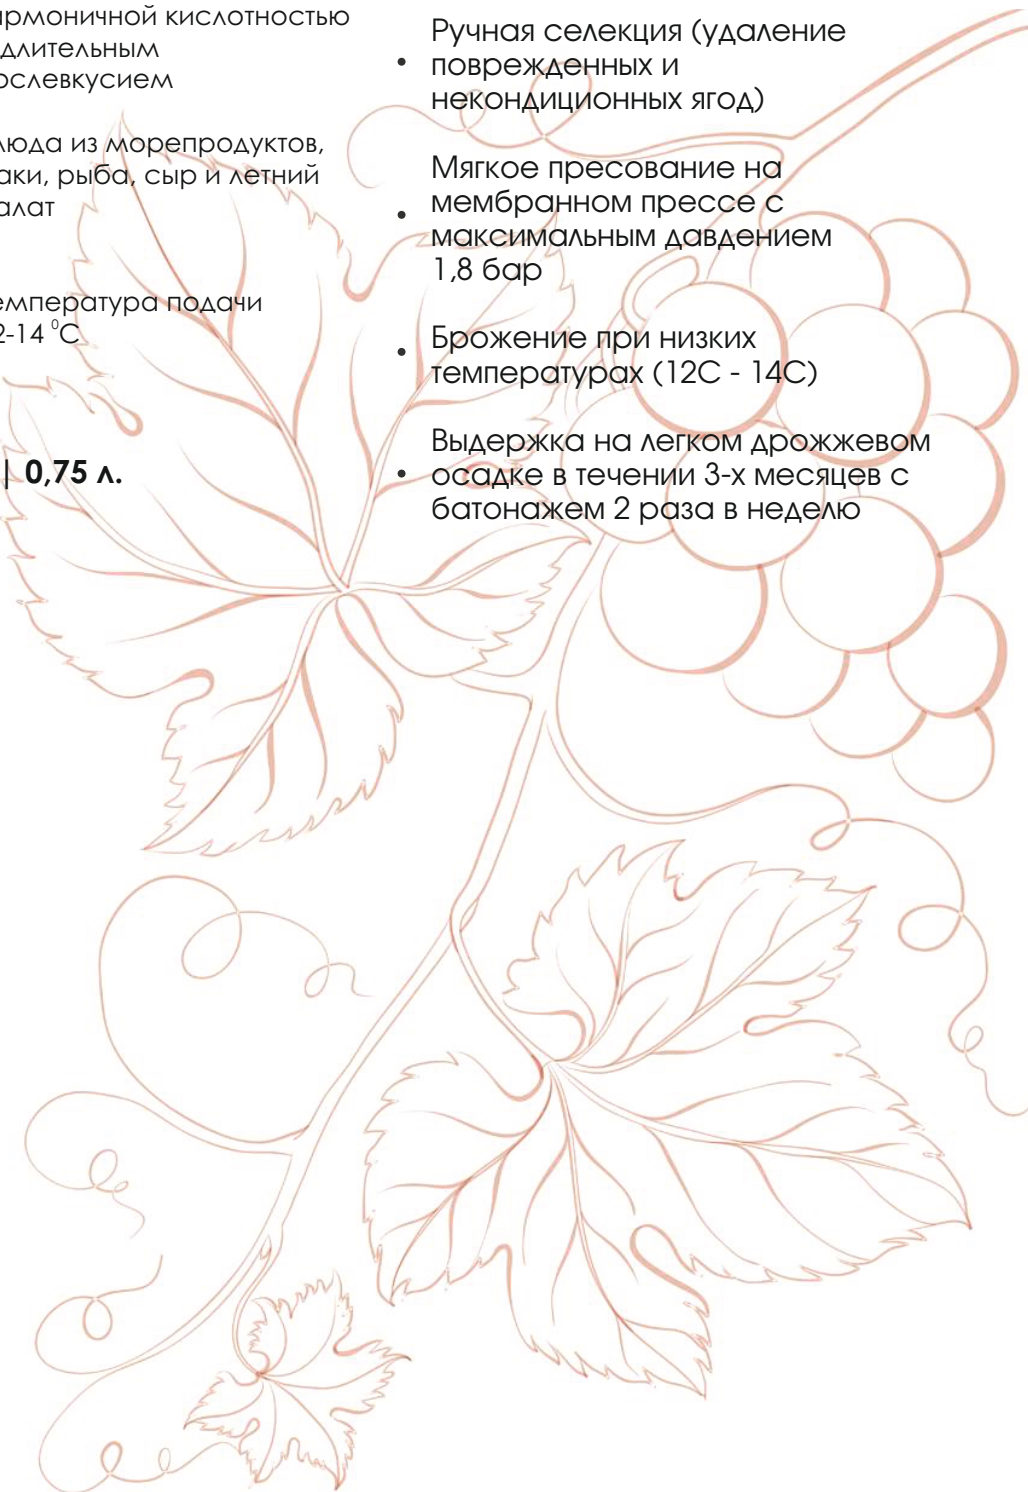 армоничной кислотностью
длительным
ослевкусием
люда из морепродуктов,
аки, рыба, сыр и летний
алат
емпература подачи
2-14 ⁰C
| 0,75 л.
Ручная селекция (удаление
• поврежденных и
некондиционных ягод)
Мягкое пресование на
• мембранном прессе с
максимальным давдением
1,8 бар
• Брожение при низких
температурах (12С - 14С)
Выдержка на легком дрожжевом
• осадке в течении 3-х месяцев с
батонажем 2 раза в неделю